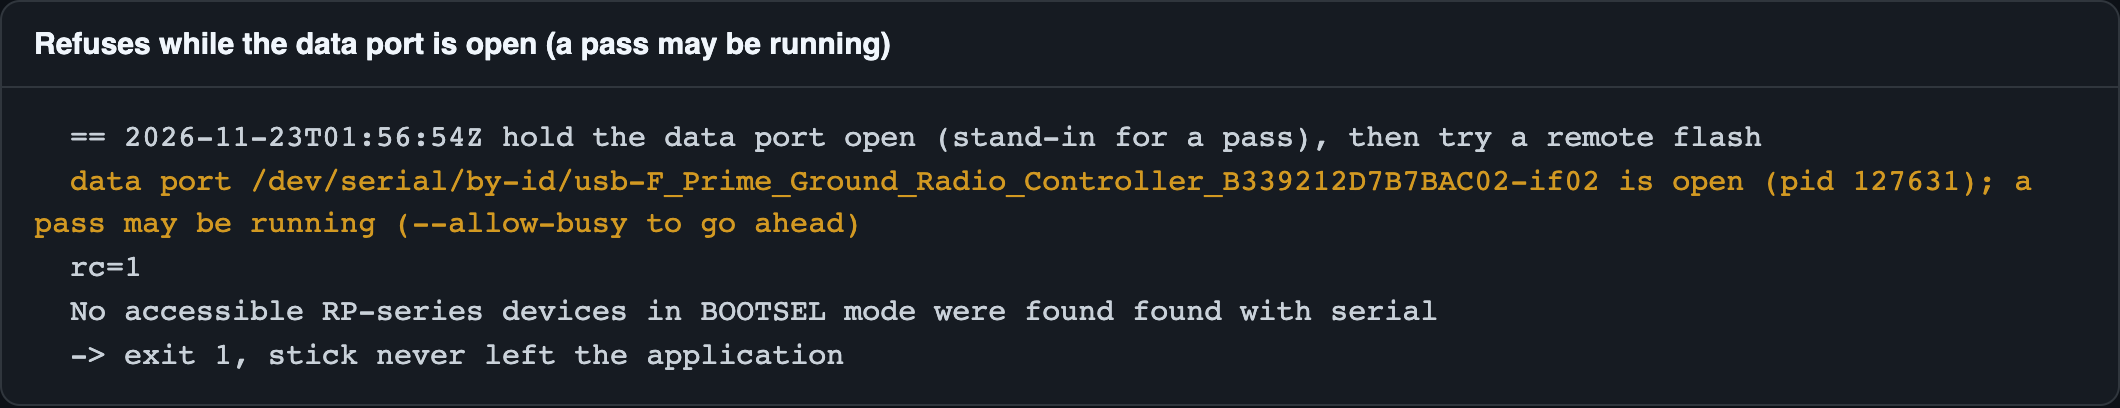 Refuses while the data port is open (a pass may be running)
== 2026-11-23T01:56:54Z hold the data port open (stand-in for a pass), then try a remote flash
data port /dev/serial/by-id/usb-F_Prime_Ground_Radio_Controller_B339212D7B7BAC02-if02 is open (pid 127631); a
pass may be running (--allow-busy to go ahead)
rc=1
No accessible RP-series devices in BOOTSEL mode were found found with serial
-> exit 1, stick never left the application